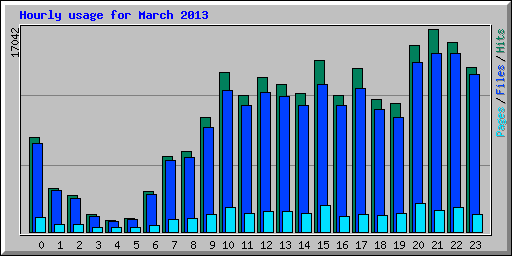 Hourly usage for March 2013
17042
Pages/Files/Hits
0 1 2 3 4 5 6 7 8 9 10 11 12 13 14 15 16 17 18 19 20 21 22 23